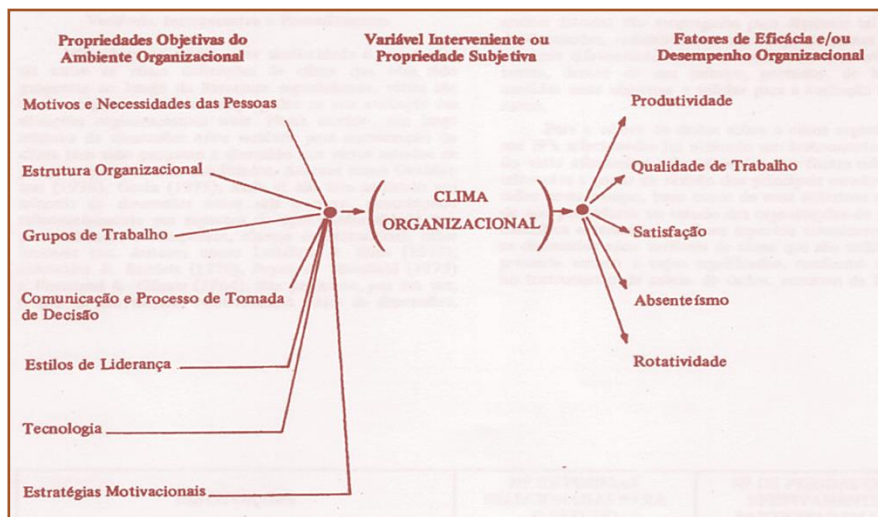 Propriedades Objetivas do
Ambiente Organizacional
Variável Interveniente ou
Propriedade Subjetiva
Fatores de Eficácia e/ou
Desempenho Organizacional
Motivos e Necessidades das Pessoas
Estrutura Organizacional
Grupos de Trabalho
Comunicação e Processo de Tomada
de Decisão
Estilos de Liderança
Tecnologia
Estratégias Motivacionais
CLIMA
ORGANIZACIONAL
Produtividade
Qualidade de Trabalho
Satisfação
Absenteísmo
Rotatividade